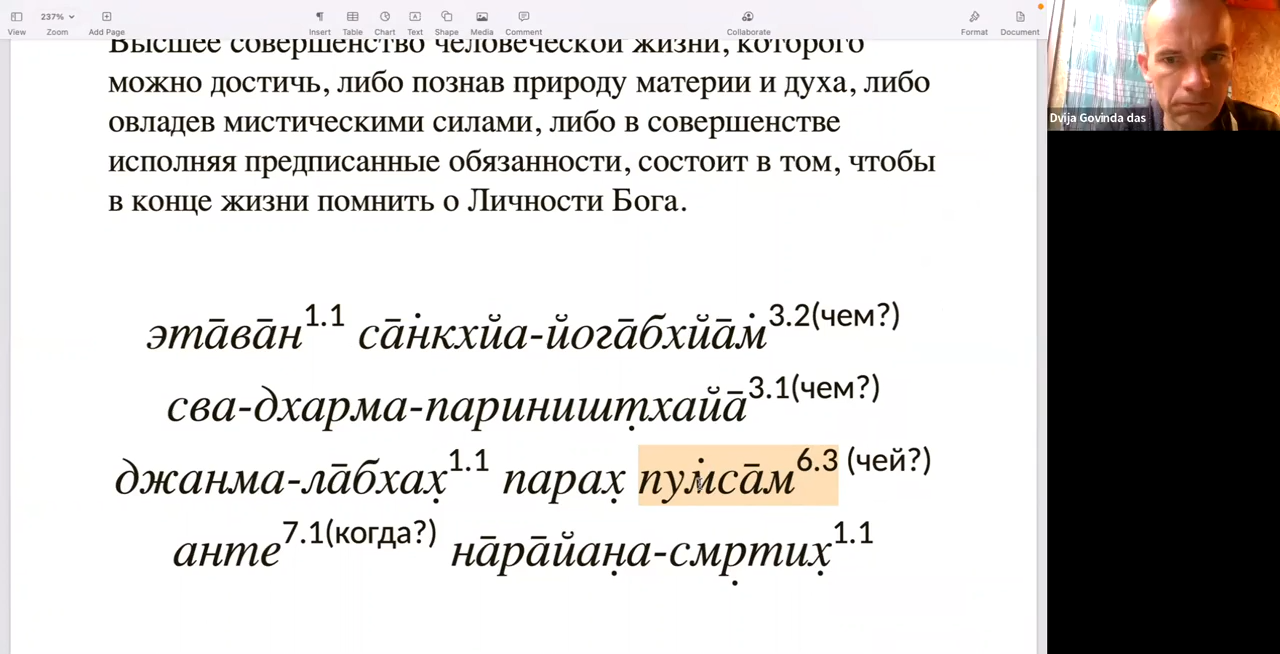 237%
View Zoom Add Page Insert Table Chart Text Shape Media Comment Collaborate Format Document
Dvija Govinda das
Высшее совершенство человеческой жизни, которого
можно достичь, либо познав природу материи и духа, либо
овладев мистическими силами, либо в совершенстве
исполняя предписанные обязанности, состоит в том, чтобы
в конце жизни помнить о Личности Бога.
этāвāн1.1 сāн̇кхйа-йогāбхйāм̇3.2(чем?)
сва-дхарма-париништ̣хайā3.1(чем?)
джанма-лāбхах̣1.1 парах̣ пум̇сāм6.3 (чей?)
анте7.1(когда?) нāрāйан̣а-смр̣тих̣1.1